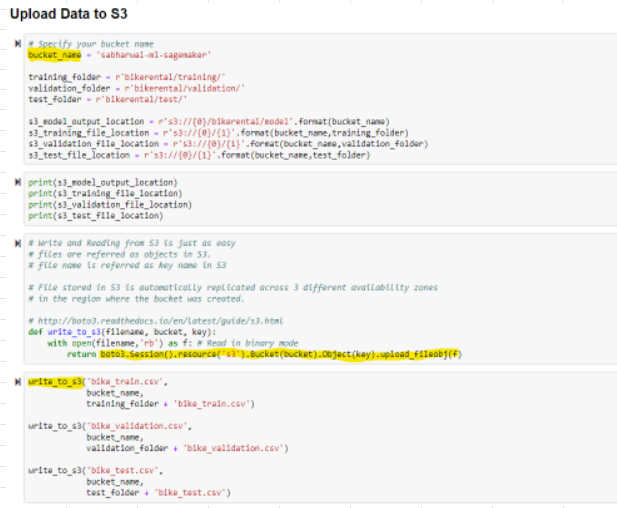 Upload Data to S3
# Specify your bucket name
bucket_name = 'sabharwal-ml-sagemaker'
training_folder = r'bikerental/training/'
validation_folder = r'bikerental/validation/'
test_folder = r'bikerental/test/'
s3_model_output_location = r's3://{0}/bikerental/model'.format(bucket_name)
s3_training_file_location = r's3://{0}/{1}'.format(bucket_name,training_folder)
s3_validation_file_location = r's3://{0}/{1}'.format(bucket_name,validation_folder)
s3_test_file_location = r's3://{0}/{1}'.format(bucket_name,test_folder)
print(s3_model_output_location)
print(s3_training_file_location)
print(s3_validation_file_location)
print(s3_test_file_location)
# Write and Reading from S3 is just as easy
# files are referred as objects in S3.
# file name is referred as key name in S3
# File stored in S3 is automatically replicated across 3 different availability zones
# in the region where the bucket was created.
# http://boto3.readthedocs.io/en/latest/guide/s3.html
def write_to_s3(filename, bucket, key):
with open(filename,'rb') as f: # Read in binary mode
return boto3.Session().resource('s3').Bucket(bucket).Object(key).upload_fileobj(f)
write_to_s3('bike_train.csv',
bucket_name,
training_folder + 'bike_train.csv')
write_to_s3('bike_validation.csv',
bucket_name,
validation_folder + 'bike_validation.csv')
write_to_s3('bike_test.csv',
bucket_name,
test_folder + 'bike_test.csv')